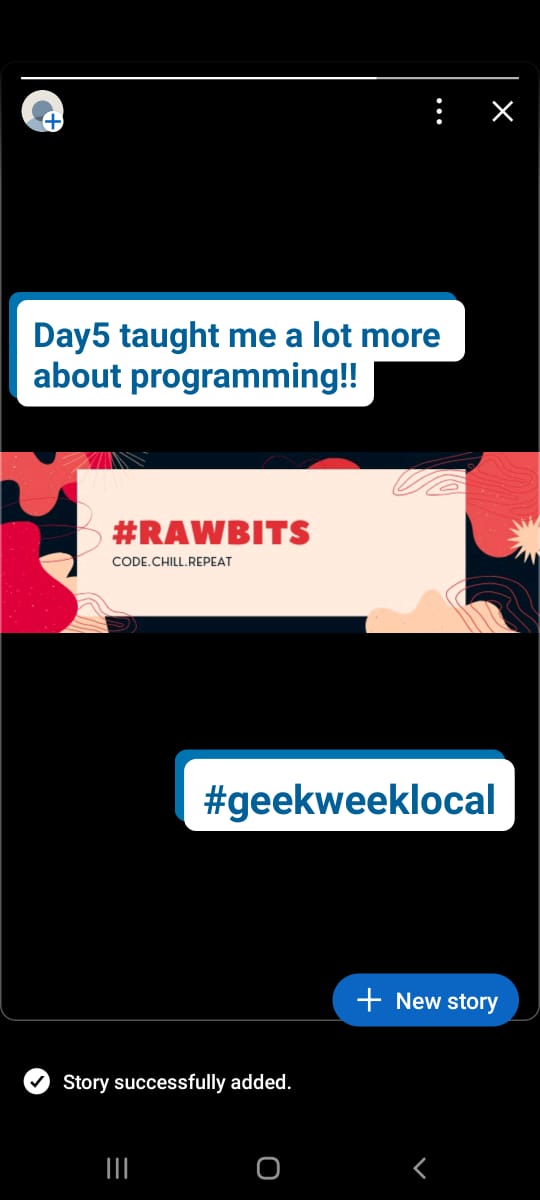 Day5 taught me a lot more
about programming!!
#RAWBITS
CODE.CHILL.REPEAT
#geekweeklocal
New story
Story successfully added.